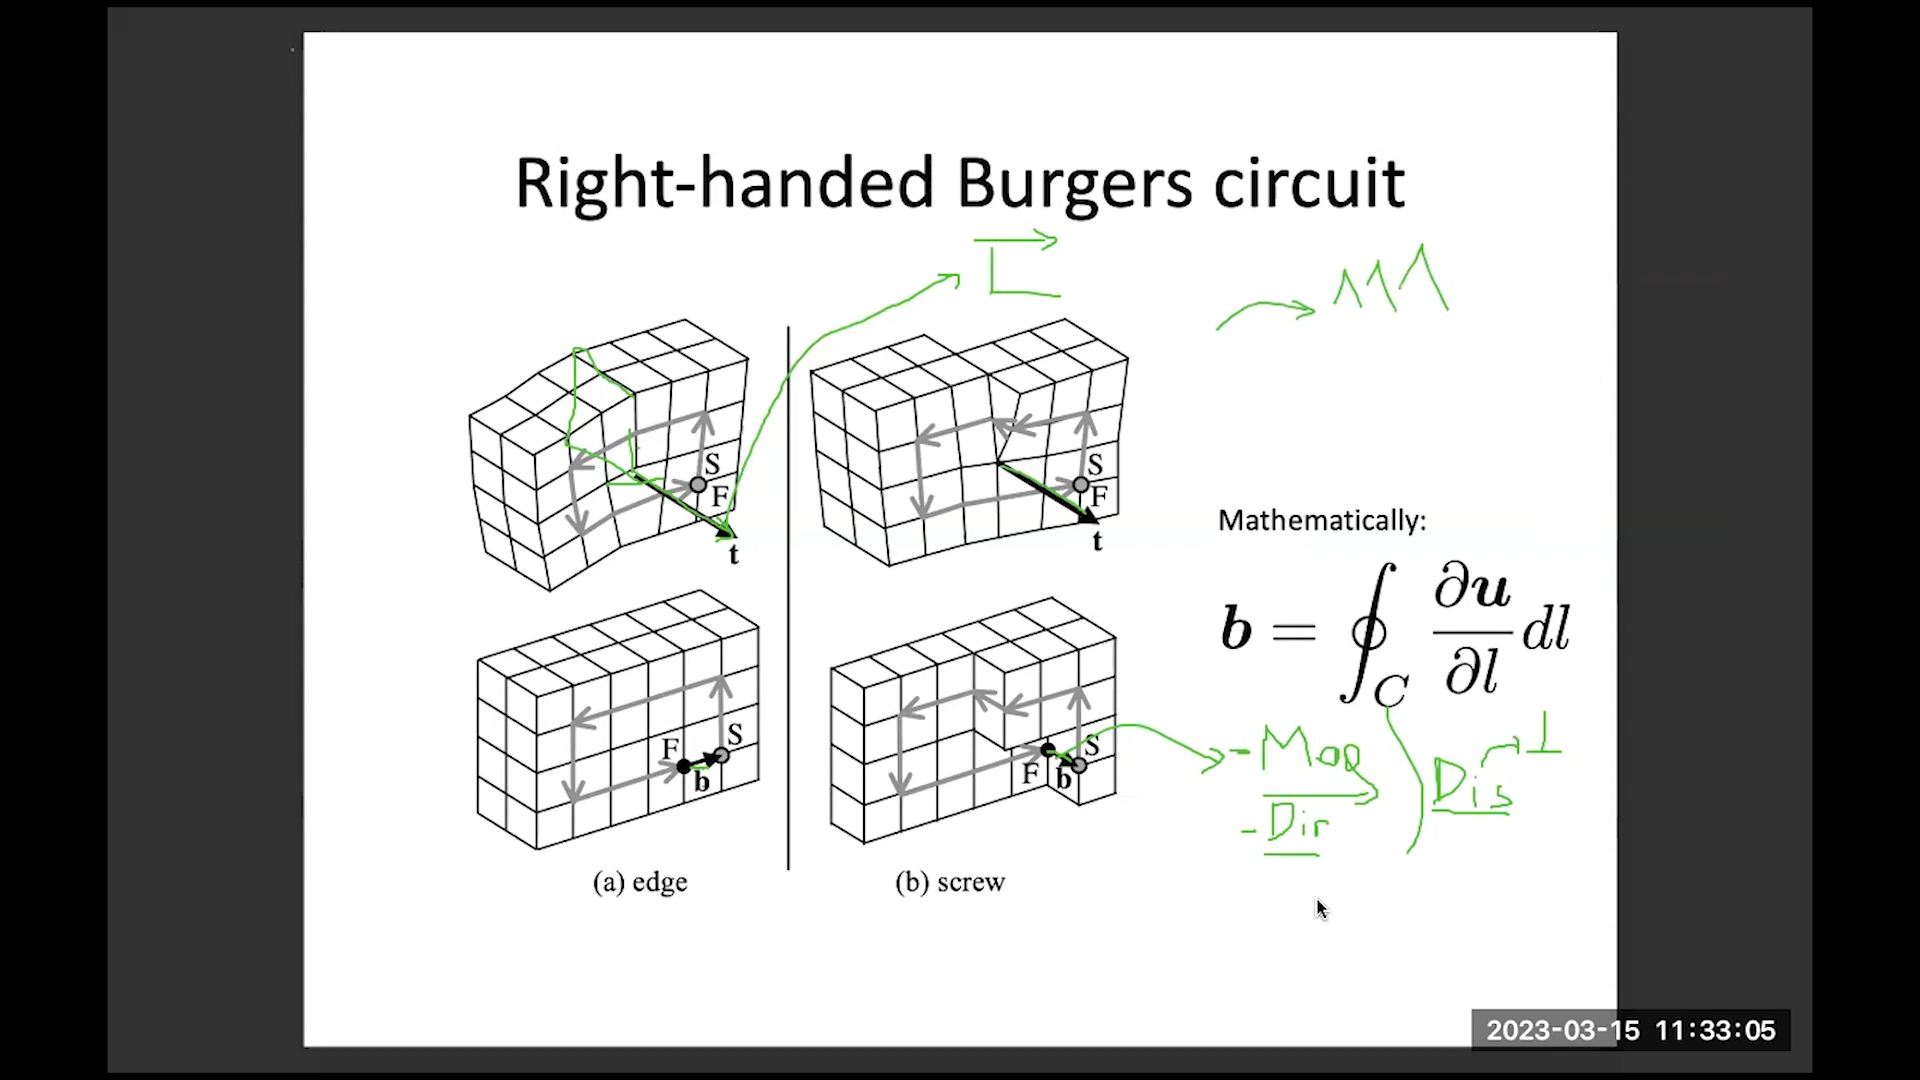 Right-handed Burgers circuit
L
S
F
t
S
F
t
Mathematically:
b = ∮_C ∂u/∂l dl
F
S
b
F
S
b
- Mag
- Dir
Dis
⊥
(a) edge
(b) screw
2023-03-15 11:33:05